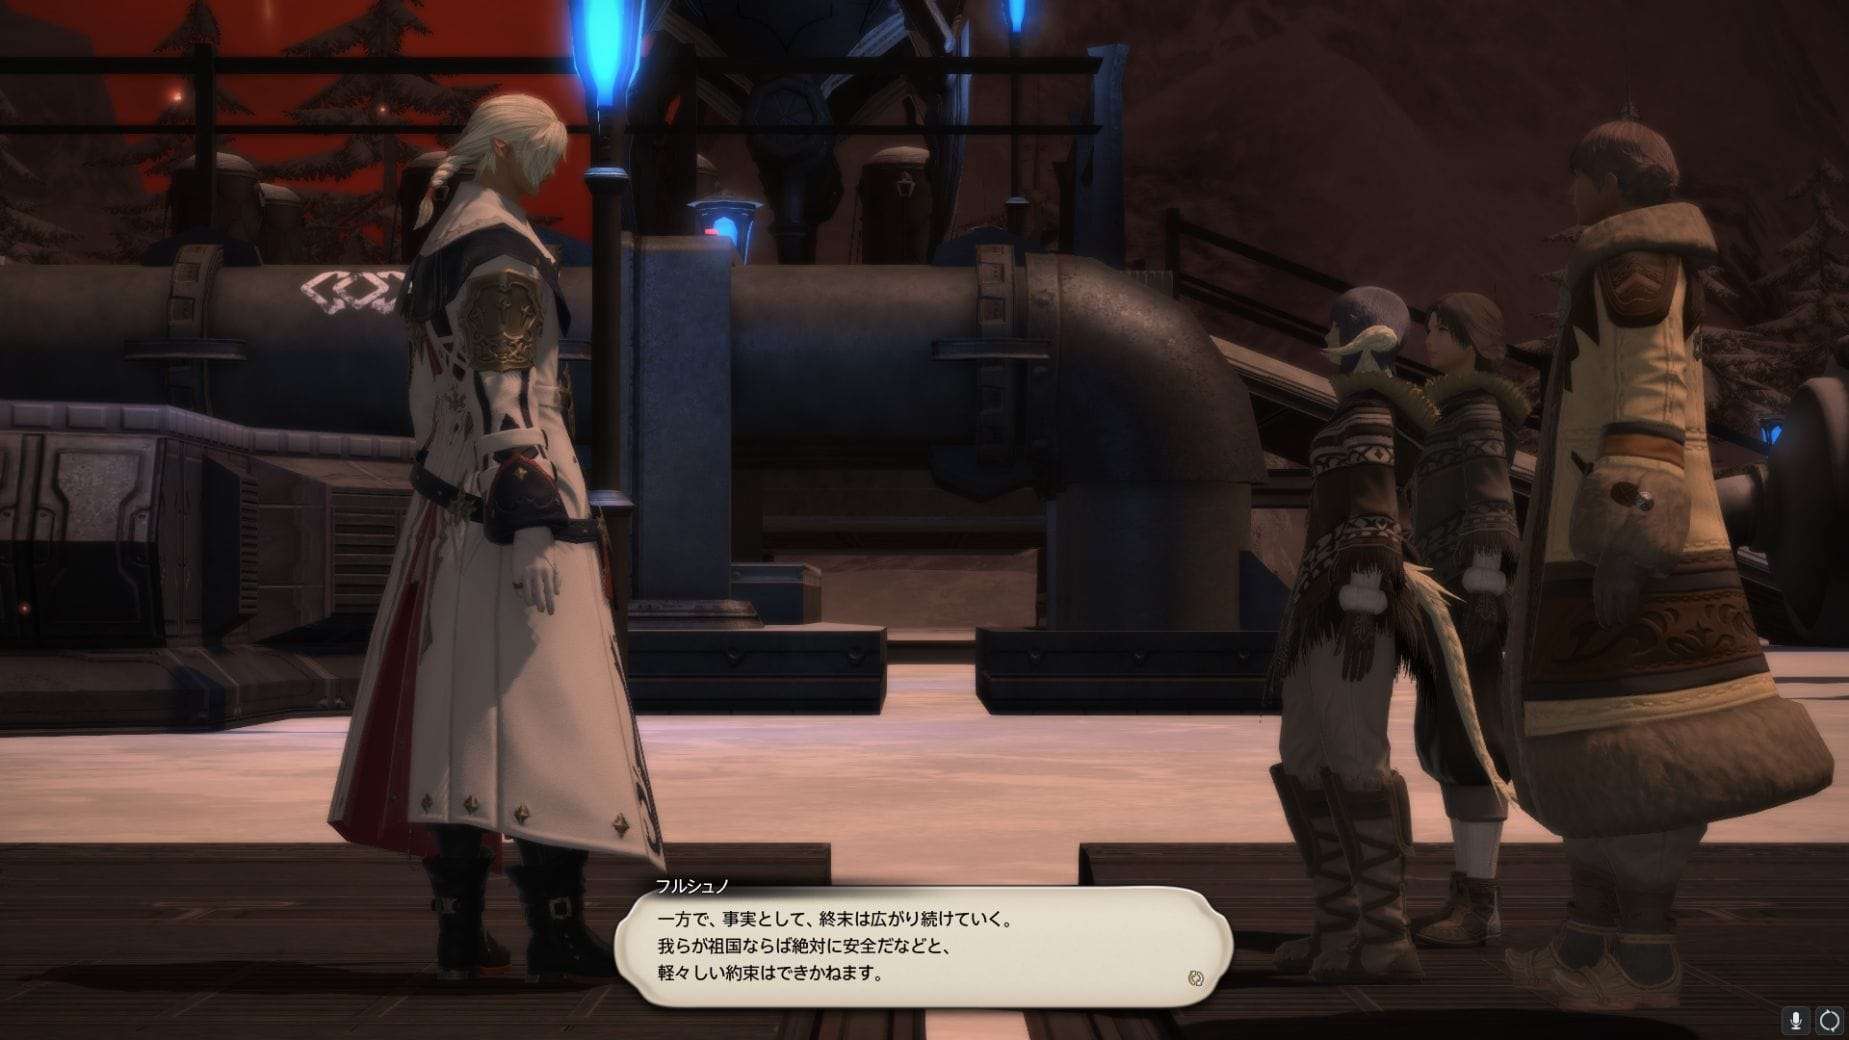 フルシュノ
一方で、事実として、終末は広がり続けていく。
我らが祖国ならば絶対に安全だなどと、
軽々しい約束はできかねます。